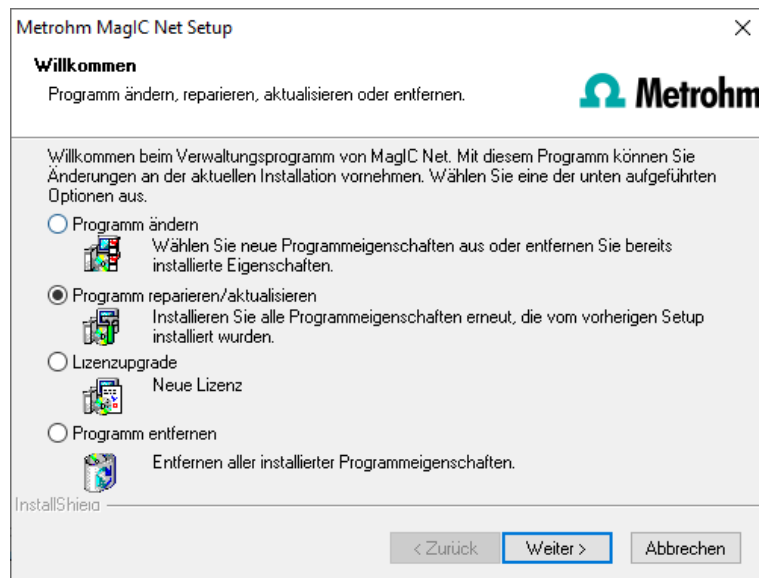 Metrohm MagIC Net Setup
Willkommen
Programm ändern, reparieren, aktualisieren oder entfernen.
Metrohm
Willkommen beim Verwaltungsprogramm von MagIC Net. Mit diesem Programm können Sie
Änderungen an der aktuellen Installation vornehmen. Wählen Sie eine der unten aufgeführten
Optionen aus.
Programm ändern
Wählen Sie neue Programmeigenschaften aus oder entfernen Sie bereits
installierte Eigenschaften.
Programm reparieren/aktualisieren
Installieren Sie alle Programmeigenschaften erneut, die vom vorherigen Setup
installiert wurden.
Lizenzupgrade
Neue Lizenz
Programm entfernen
Entfernen aller installierter Programmeigenschaften.
InstallShield
< Zurück
Weiter >
Abbrechen